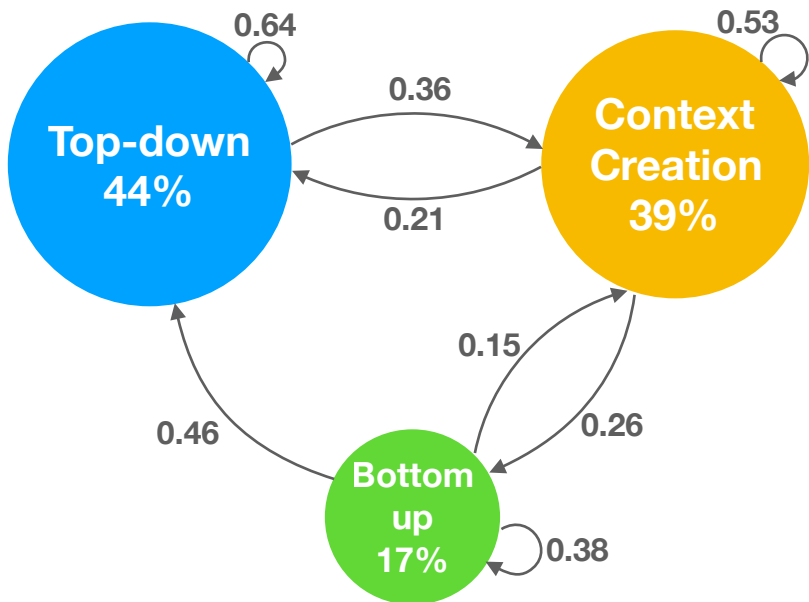 0.64
0.53
0.36
Top-down
44%
Context
Creation
39%
0.21
0.15
0.46
0.26
Bottom
up
17%
0.38